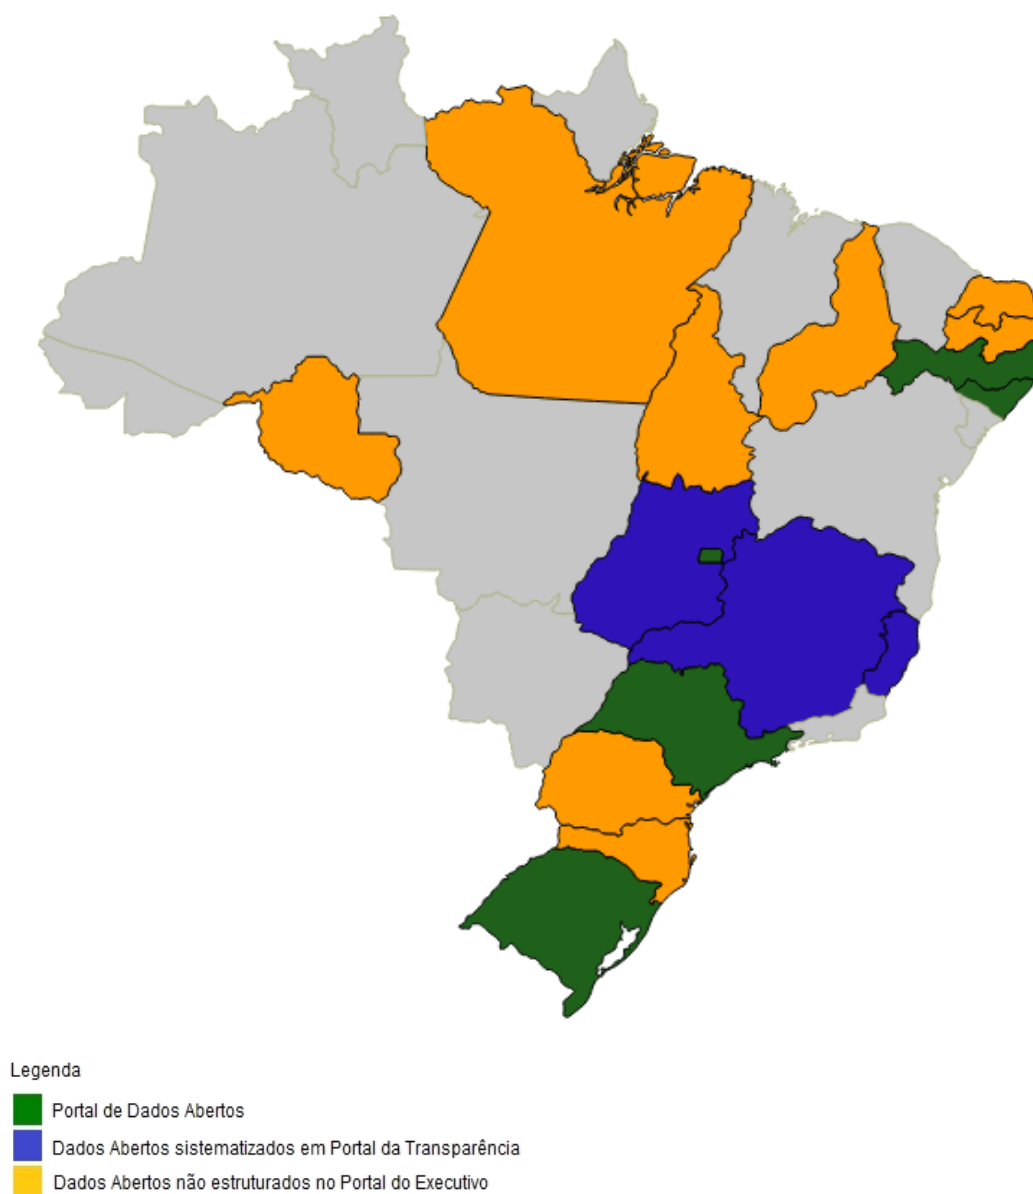 Legenda
Portal de Dados Abertos
Dados Abertos sistematizados em Portal da Transparência
Dados Abertos não estruturados no Portal do Executivo